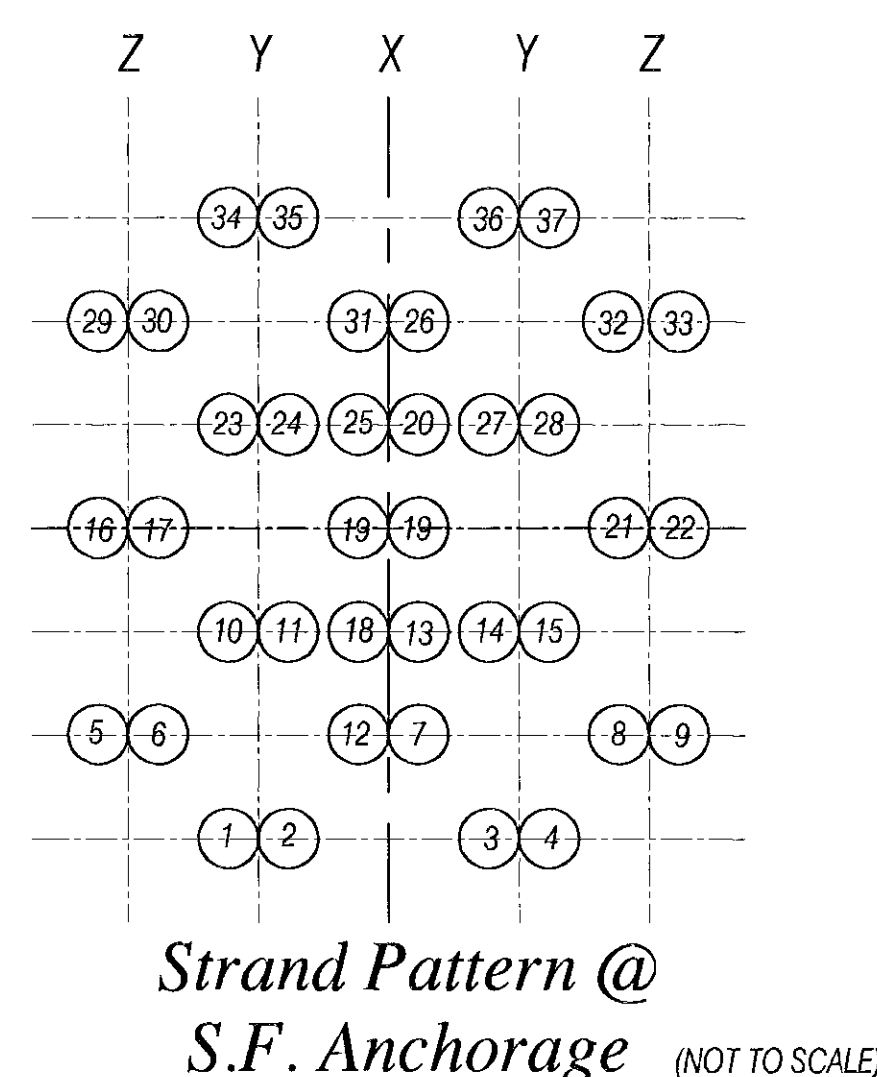 Z Y X Y Z
34 35 36 37
29 30 31 26 32 33
23 24 25 20 27 28
16 17 19 19 21 22
10 11 18 13 14 15
5 6 12 7 8 9
1 2 3 4
Strand Pattern @
S.F. Anchorage (NOT TO SCALE)